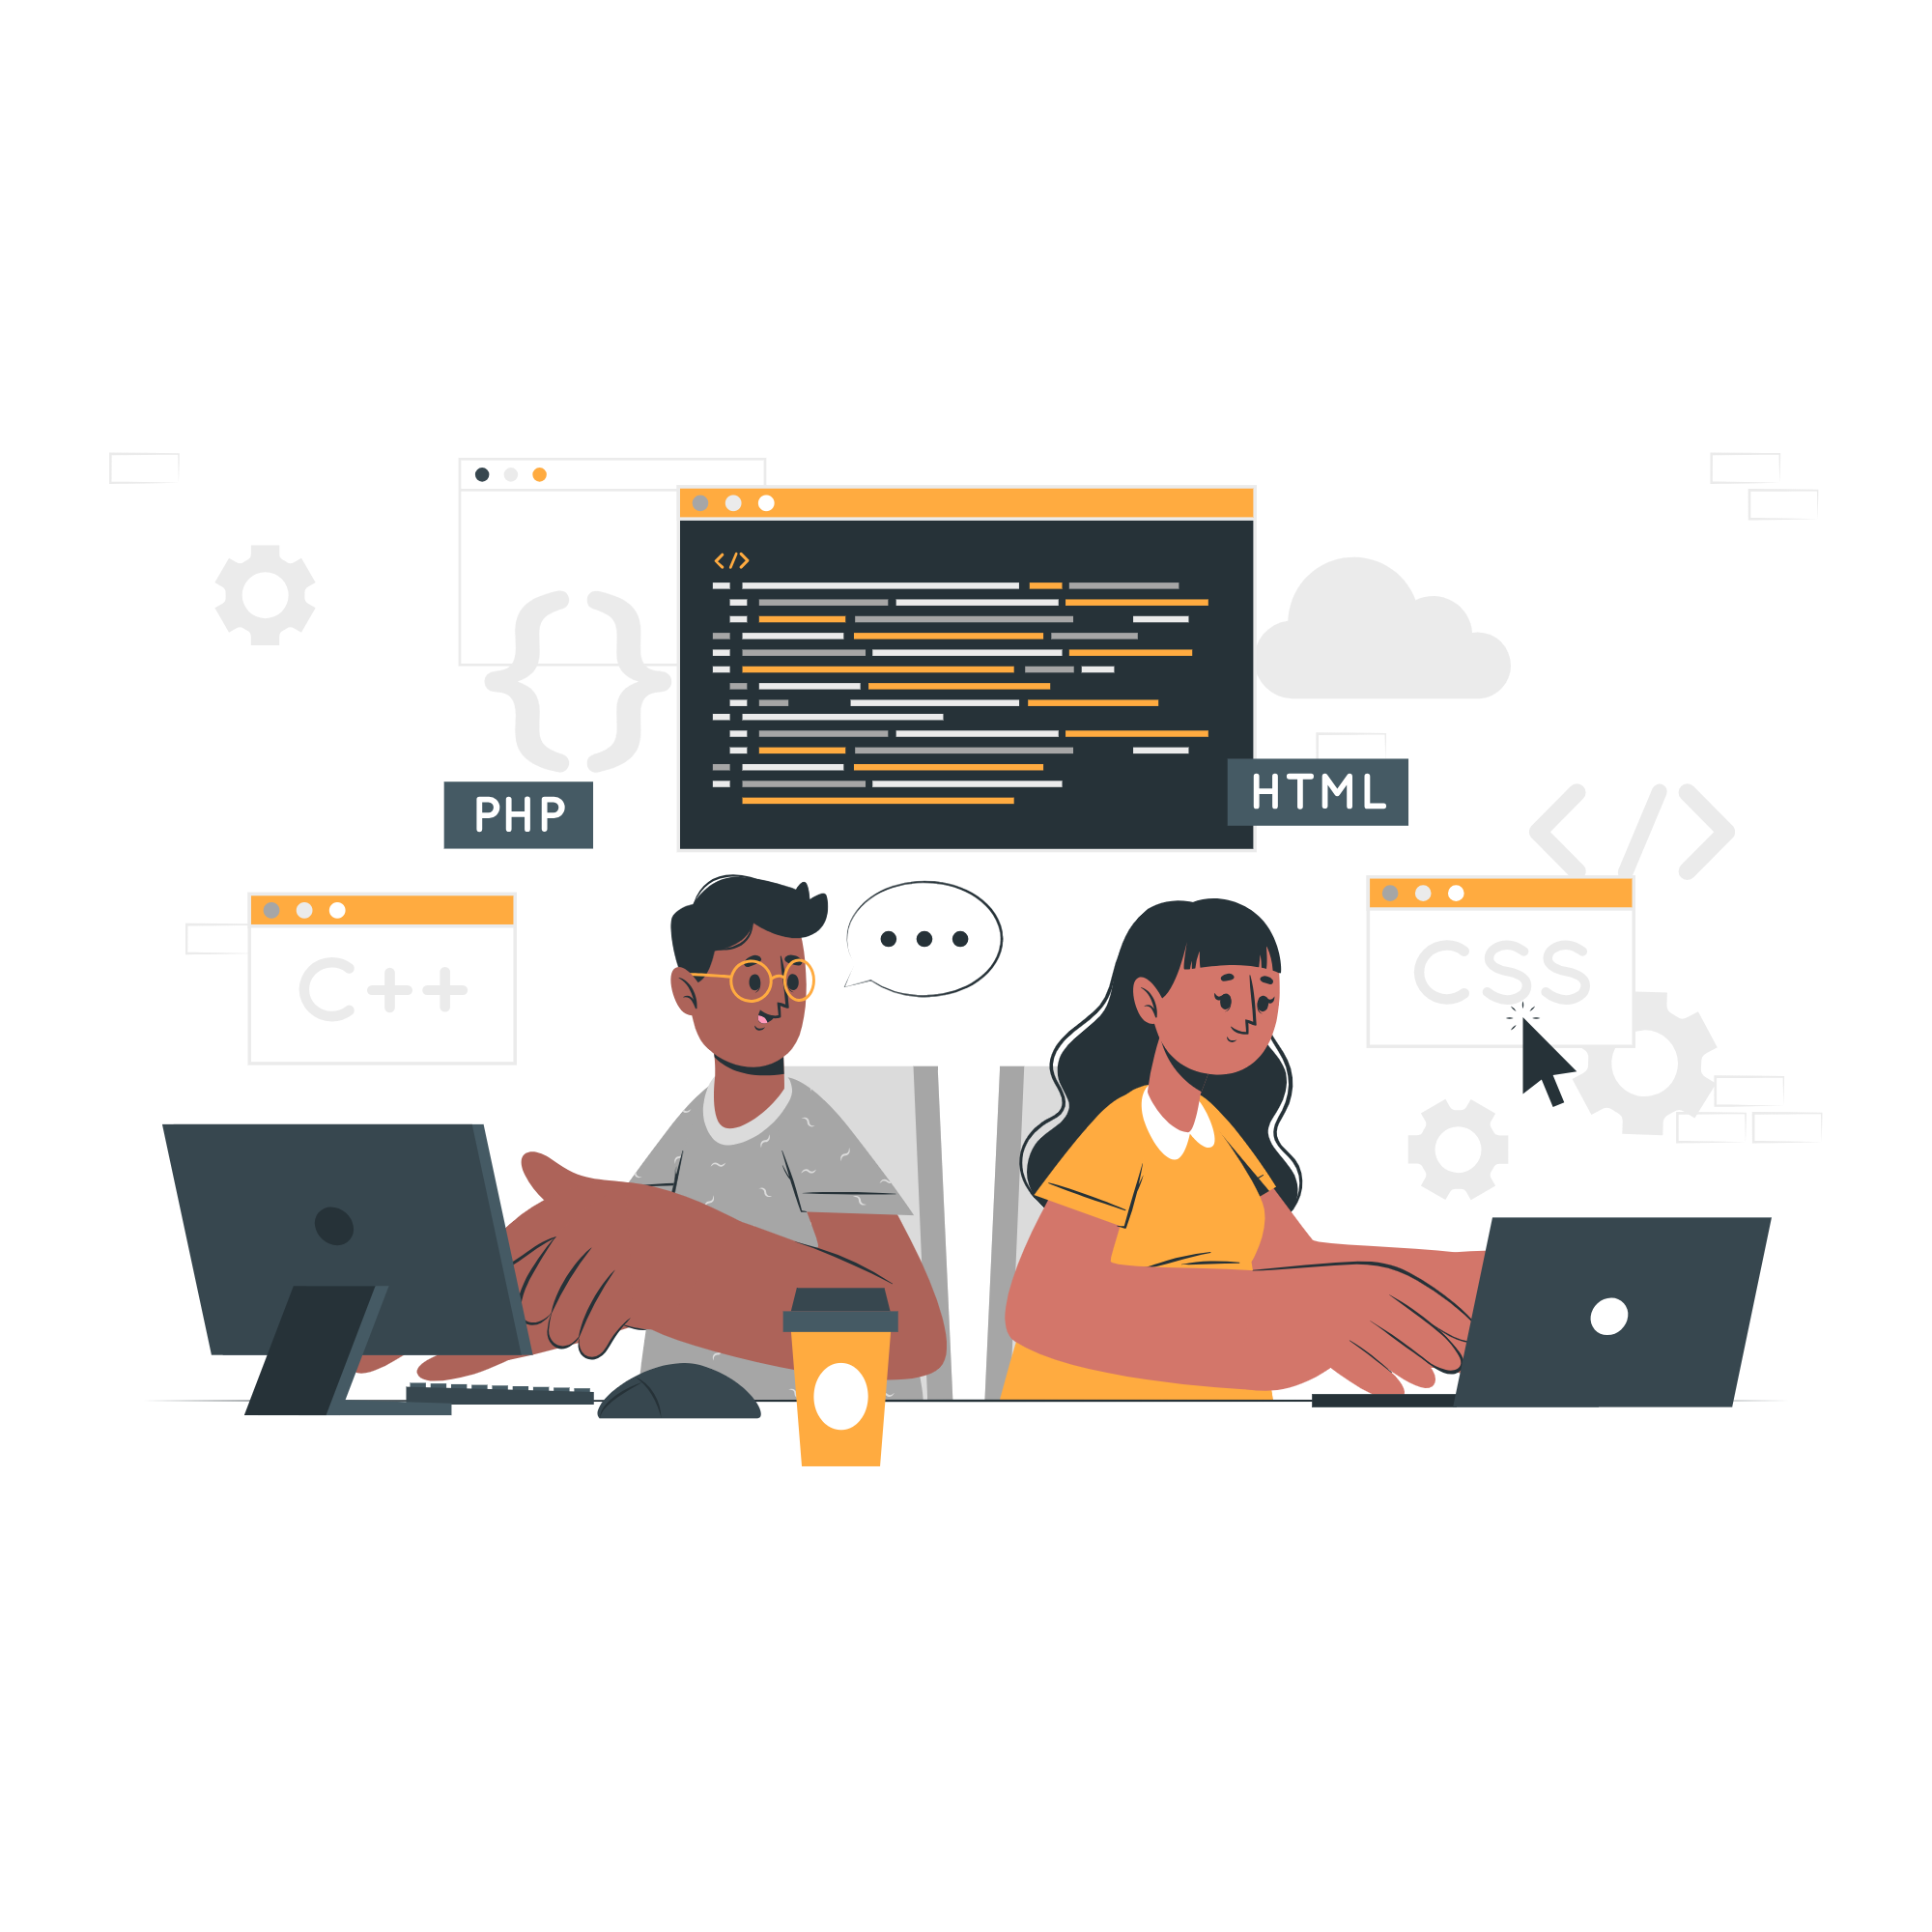 </>
{ }
PHP
HTML
</>
C++
CSS